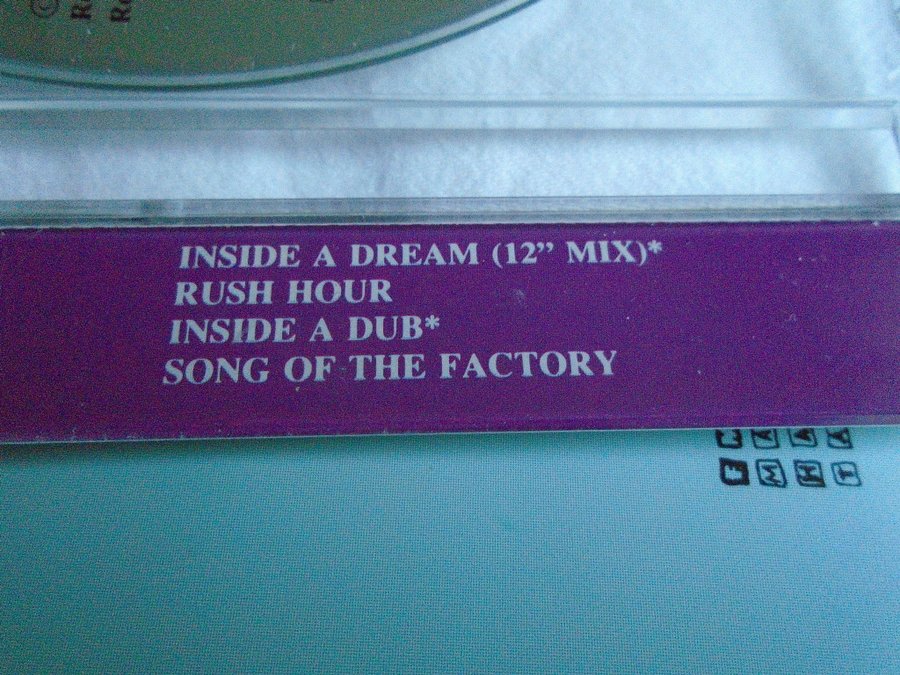 INSIDE A DREAM (12” MIX)*
RUSH HOUR
INSIDE A DUB*
SONG OF THE FACTORY